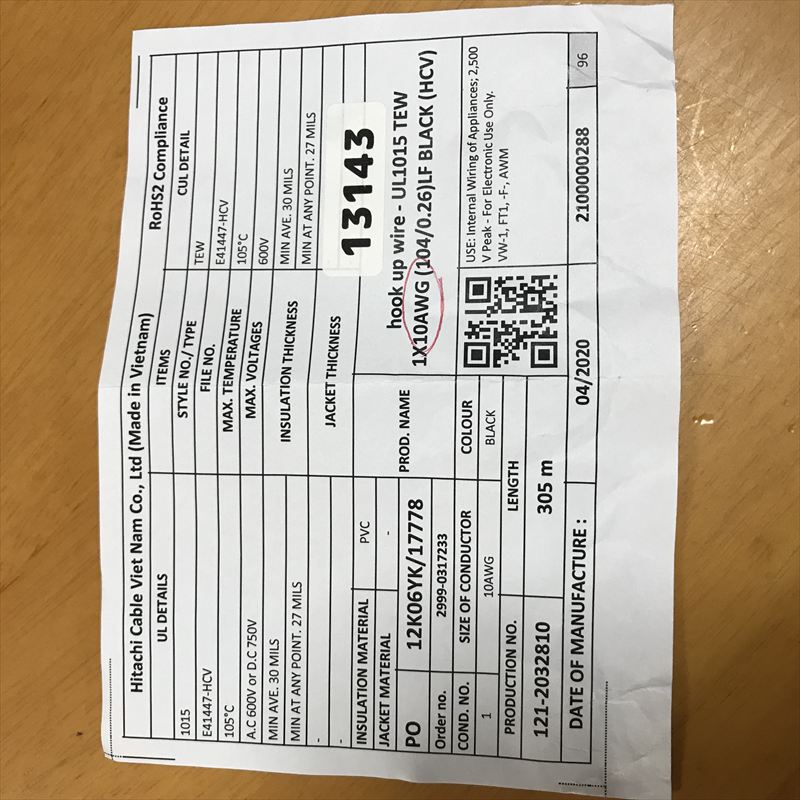 Hitachi Cable Viet Nam Co., Ltd (Made in Vietnam)
RoHS2 Compliance
UL DETAILS
ITEMS
CUL DETAIL
1015
STYLE NO./ TYPE
TEW
E41447-HCV
FILE NO.
E41447-HCV
105°C
MAX. TEMPERATURE
105°C
A.C 600V or D.C 750V
MAX. VOLTAGES
600V
MIN AVE. 30 MILS
INSULATION THICKNESS
MIN AVE. 30 MILS
MIN AT ANY POINT. 27 MILS
MIN AT ANY POINT. 27 MILS
-
JACKET THICKNESS
-
13143
INSULATION MATERIAL
PVC
JACKET MATERIAL
-
PO
12K06YK/17778
PROD. NAME
hook up wire - UL1015 TEW
1X10AWG (104/0.26)LF BLACK (HCV)
Order no.
2999-0317233
COND. NO.
SIZE OF CONDUCTOR
COLOUR
1
10AWG
BLACK
USE: Internal Wiring of Appliances; 2,500
V Peak - For Electronic Use Only.
VW-1, FT1, -F-, AWM
PRODUCTION NO.
LENGTH
121-2032810
305 m
DATE OF MANUFACTURE :
04/2020
2100000288
96